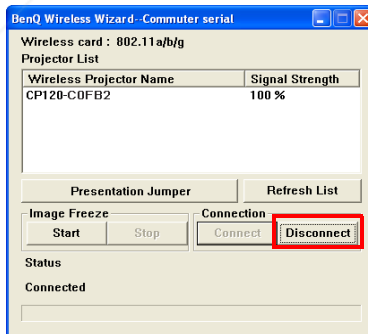 BenQ Wireless Wizard--Commuter serial
Wireless card : 802.11a/b/g
Projector List
Wireless Projector Name Signal Strength
CP120-C0FB2 100 %
Presentation Jumper Refresh List
Image Freeze Connection
Start Stop Connect Disconnect
Status
Connected